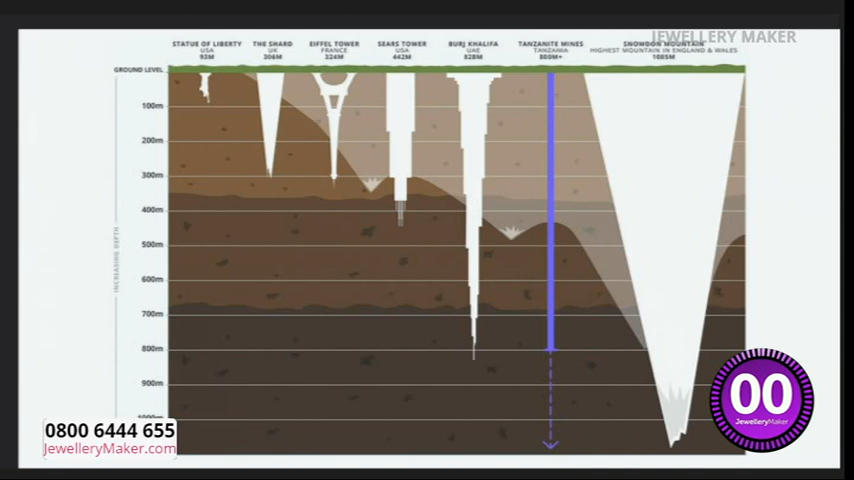 JEWELLERY MAKER
STATUE OF LIBERTY
USA
93M
THE SHARD
UK
306M
EIFFEL TOWER
FRANCE
324M
SEARS TOWER
USA
442M
BURJ KHALIFA
UAE
828M
TANZANITE MINES
TANZANIA
800M+
SNOWDON MOUNTAIN
HIGHEST MOUNTAIN IN ENGLAND & WALES
1085M
GROUND LEVEL
100m
200m
300m
400m
500m
600m
700m
800m
900m
1000m
INCREASING DEPTH
0800 6444 655
JewelleryMaker.com
00
JewelleryMaker